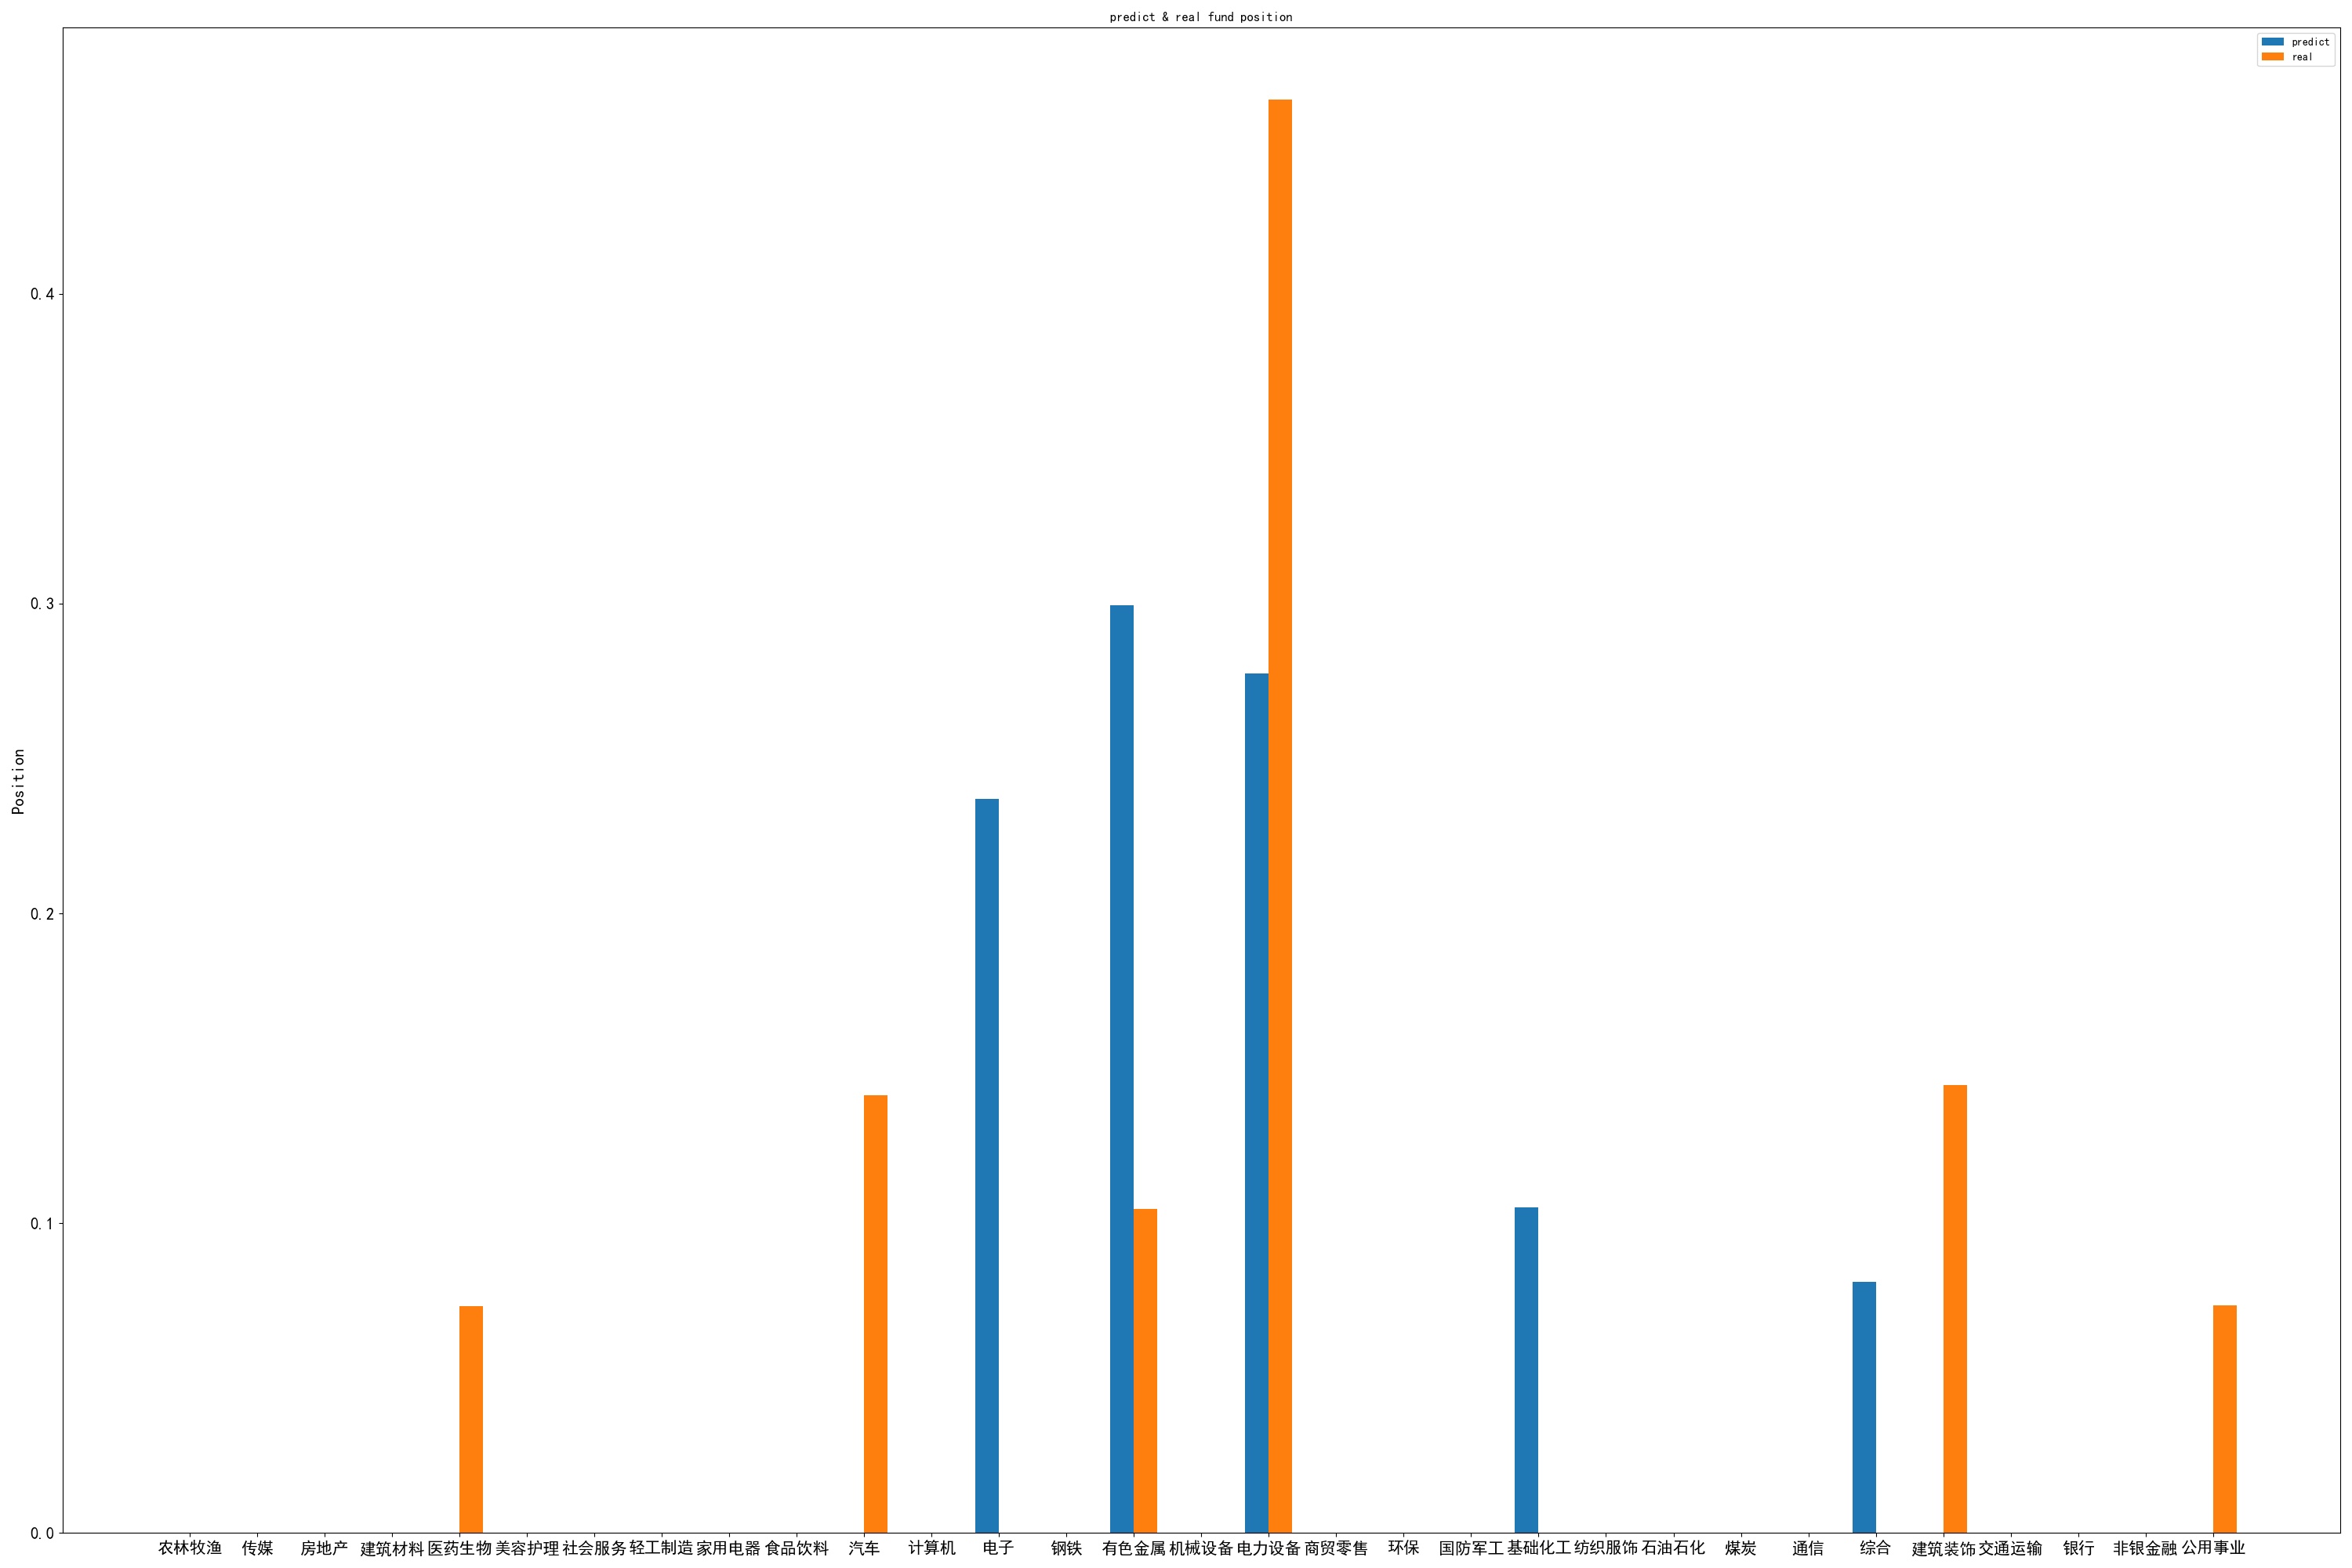 predict & real fund position
predict
real
0.4
0.3
0.2
0.1
0.0
Position
农林牧渔 传媒 房地产 建筑材料 医药生物 美容护理 社会服务 轻工制造 家用电器 食品饮料 汽车 计算机 电子 钢铁 有色金属 机械设备 电力设备 商贸零售 环保 国防军工 基础化工 纺织服饰 石油石化 煤炭 通信 综合 建筑装饰 交通运输 银行 非银金融 公用事业